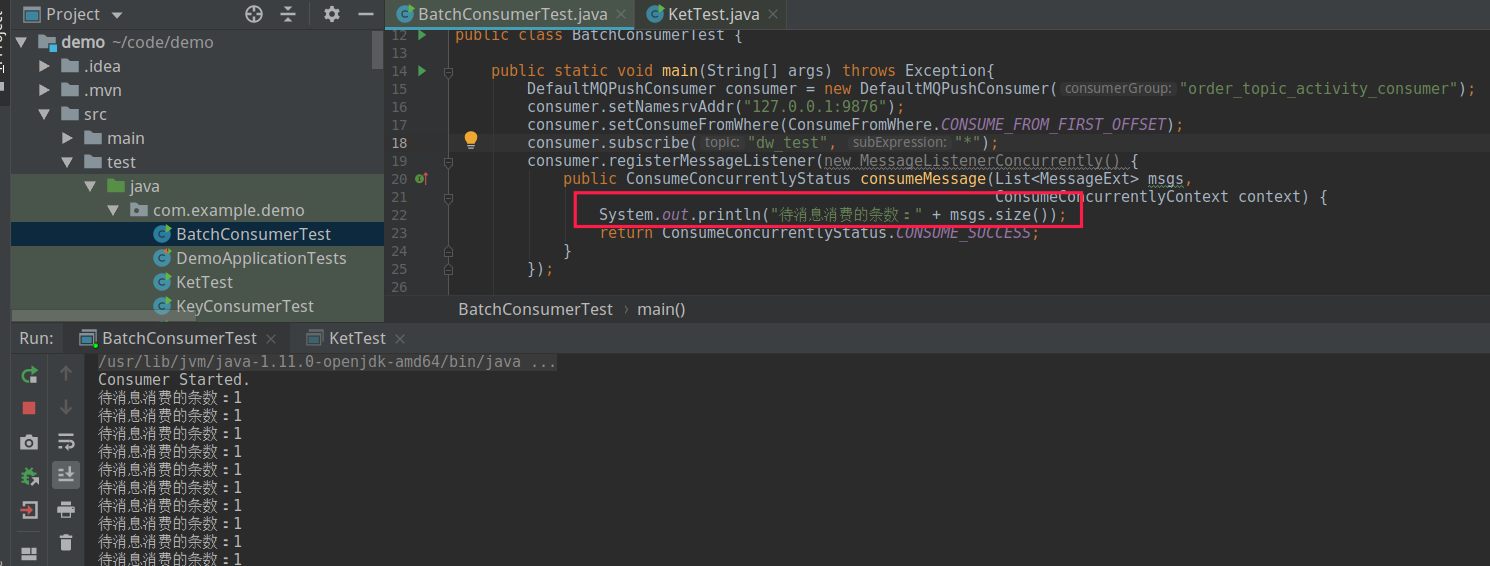 Project
BatchConsumerTest.java
KetTest.java
demo ~/code/demo
.idea
.mvn
src
main
test
java
com.example.demo
BatchConsumerTest
DemoApplicationTests
KetTest
KeyConsumerTest
12 public class BatchConsumerTest {
13
14 public static void main(String[] args) throws Exception{
15 DefaultMQPushConsumer consumer = new DefaultMQPushConsumer( consumerGroup: "order_topic_activity_consumer");
16 consumer.setNamesrvAddr("127.0.0.1:9876");
17 consumer.setConsumeFromWhere(ConsumeFromWhere.CONSUME_FROM_FIRST_OFFSET);
18 consumer.subscribe( topic: "dw_test", subExpression: "*");
19 consumer.registerMessageListener(new MessageListenerConcurrently() {
20 public ConsumeConcurrentlyStatus consumeMessage(List<MessageExt> msgs,
21 ConsumeConcurrentlyContext context) {
22 System.out.println("待消息消费的条数：" + msgs.size());
23 return ConsumeConcurrentlyStatus.CONSUME_SUCCESS;
24 }
25 });
26
BatchConsumerTest › main()
Run:
BatchConsumerTest
KetTest
/usr/lib/jvm/java-1.11.0-openjdk-amd64/bin/java ...
Consumer Started.
待消息消费的条数：1
待消息消费的条数：1
待消息消费的条数：1
待消息消费的条数：1
待消息消费的条数：1
待消息消费的条数：1
待消息消费的条数：1
待消息消费的条数：1
待消息消费的条数：1
待消息消费的条数：1